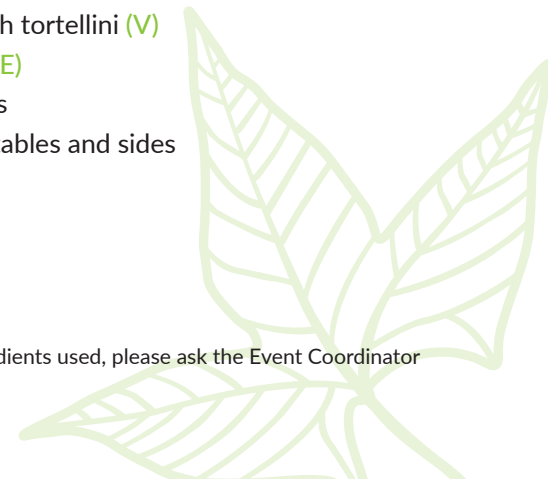 h tortellini (V)
E)
s
ables and sides
dients used, please ask the Event Coordinator